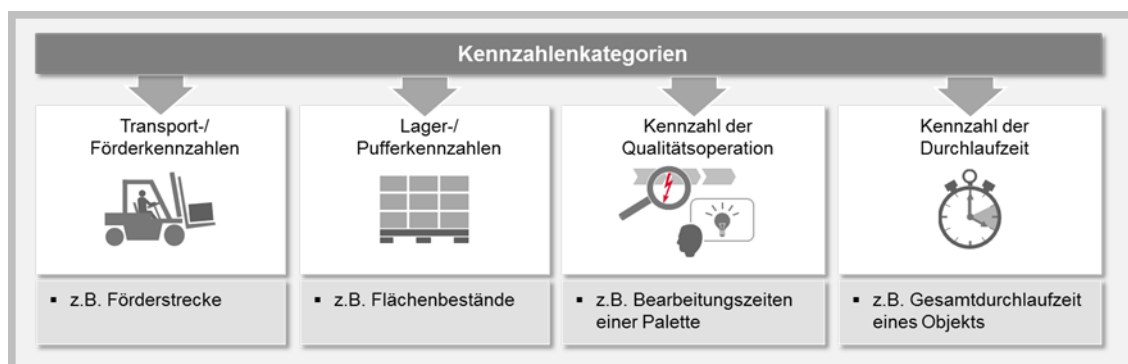 Kennzahlenkategorien
Transport-/
Förderkennzahlen
Lager-/
Pufferkennzahlen
Kennzahl der
Qualitätsoperation
Kennzahl der
Durchlaufzeit
▪ z.B. Förderstrecke
▪ z.B. Flächenbestände
▪ z.B. Bearbeitungszeiten
einer Palette
▪ z.B. Gesamtdurchlaufzeit
eines Objekts